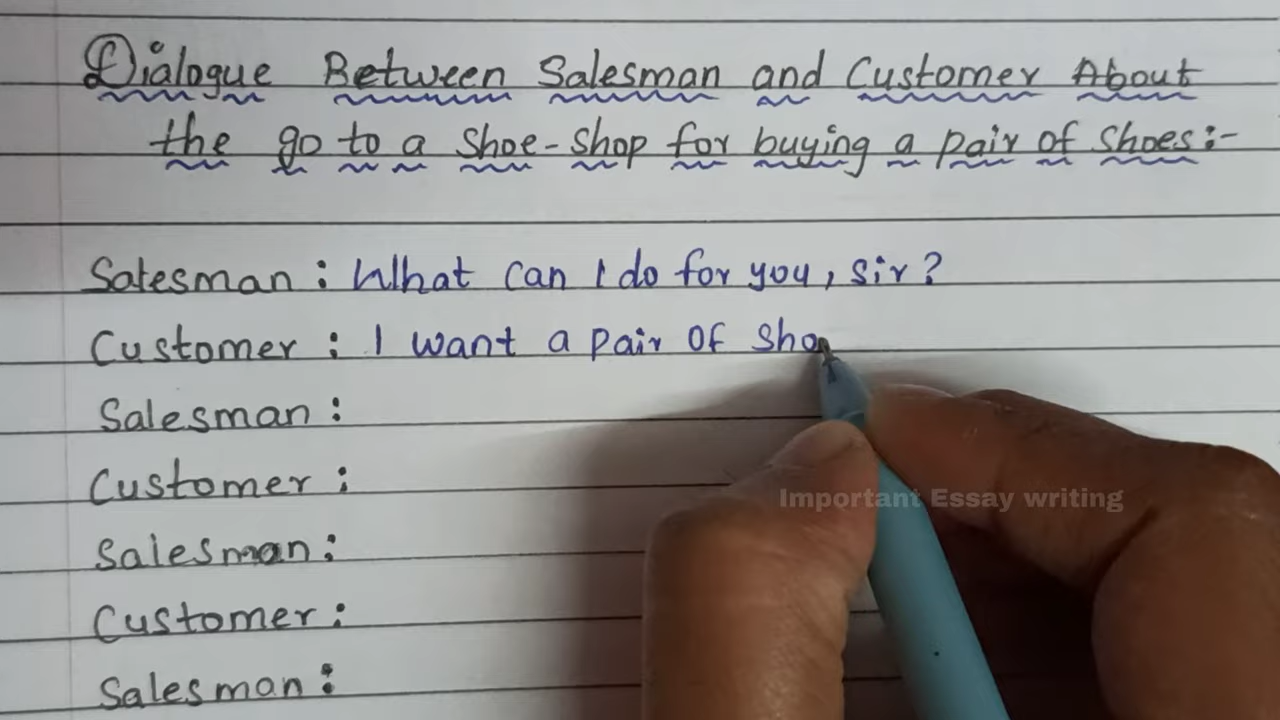 Dialogue Between Salesman and Customer About
the go to a Shoe-Shop for buying a pair of Shoes:-
Salesman: What can I do for you, sir?
Customer: I want a pair of Sho
Salesman:
Customer:
Important Essay writing
Salesman:
Customer:
Salesman: